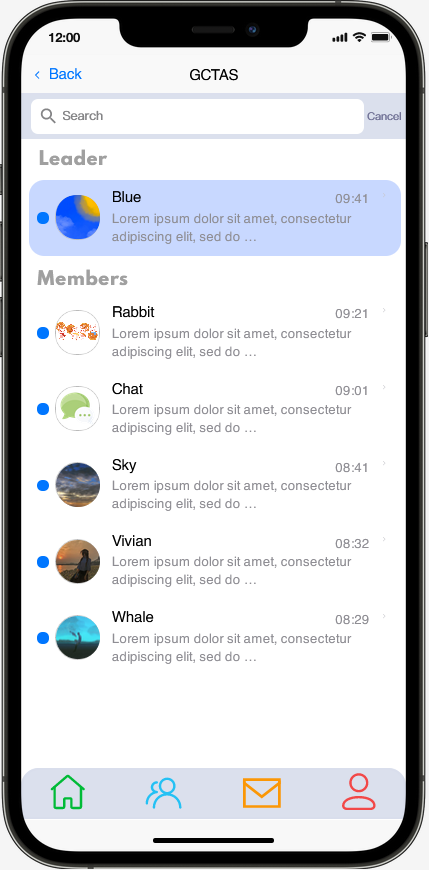 12:00
Back
GCTAS
Search
Cancel
Leader
Blue
09:41
Lorem ipsum dolor sit amet, consectetur
adipiscing elit, sed do ...
Members
Rabbit
09:21
Lorem ipsum dolor sit amet, consectetur
adipiscing elit, sed do ...
Chat
09:01
Lorem ipsum dolor sit amet, consectetur
adipiscing elit, sed do ...
Sky
08:41
Lorem ipsum dolor sit amet, consectetur
adipiscing elit, sed do ...
Vivian
08:32
Lorem ipsum dolor sit amet, consectetur
adipiscing elit, sed do ...
Whale
08:29
Lorem ipsum dolor sit amet, consectetur
adipiscing elit, sed do ...